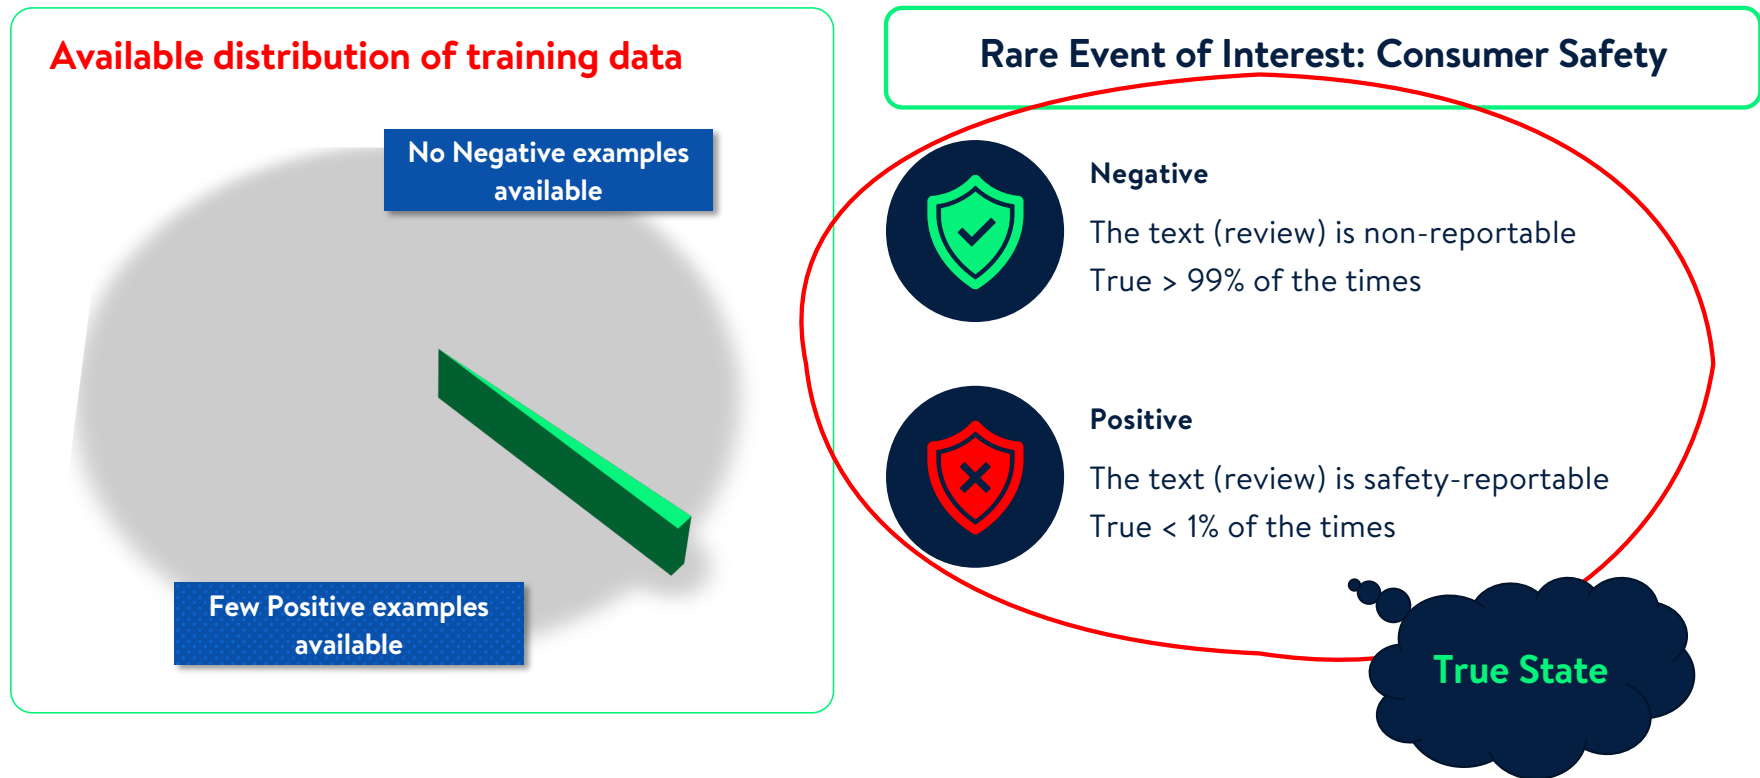 Available distribution of training data
No Negative examples
available
Few Positive examples
available
Rare Event of Interest: Consumer Safety
Negative
The text (review) is non-reportable
True > 99% of the times
Positive
The text (review) is safety-reportable
True < 1% of the times
True State